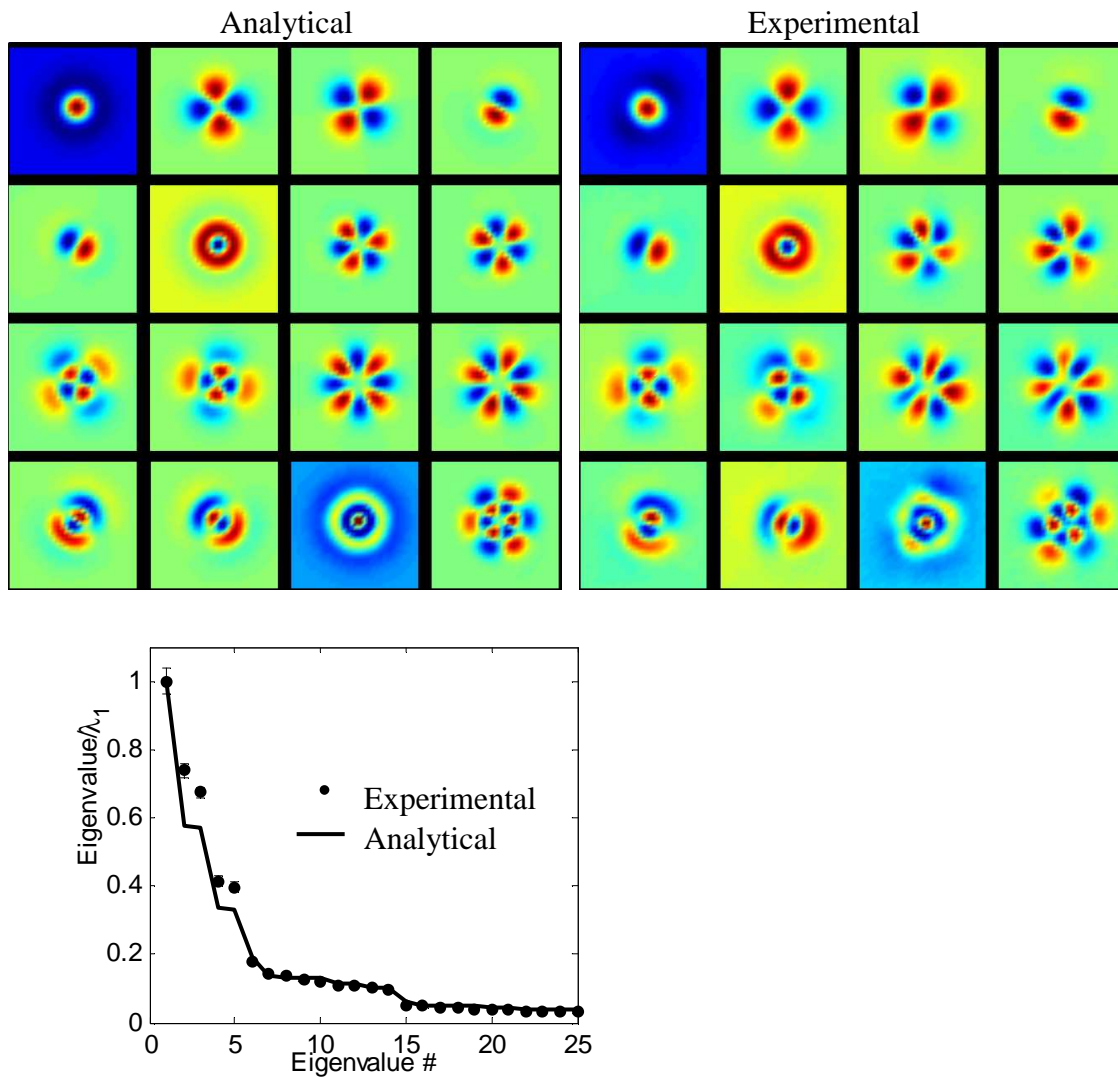 Analytical
Experimental
1
0.8
0.6
0.4
0.2
0
Eigenvalue/λ1
Experimental
Analytical
0 5 10 15 20 25
Eigenvalue #